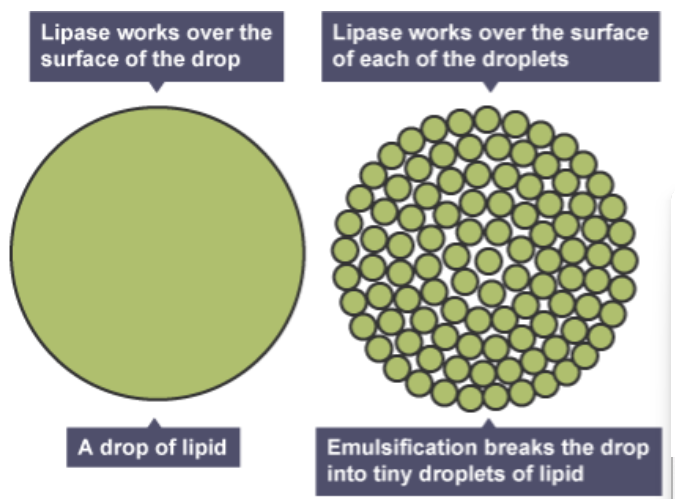 Lipase works over the
surface of the drop
Lipase works over the surface
of each of the droplets
A drop of lipid
Emulsification breaks the drop
into tiny droplets of lipid